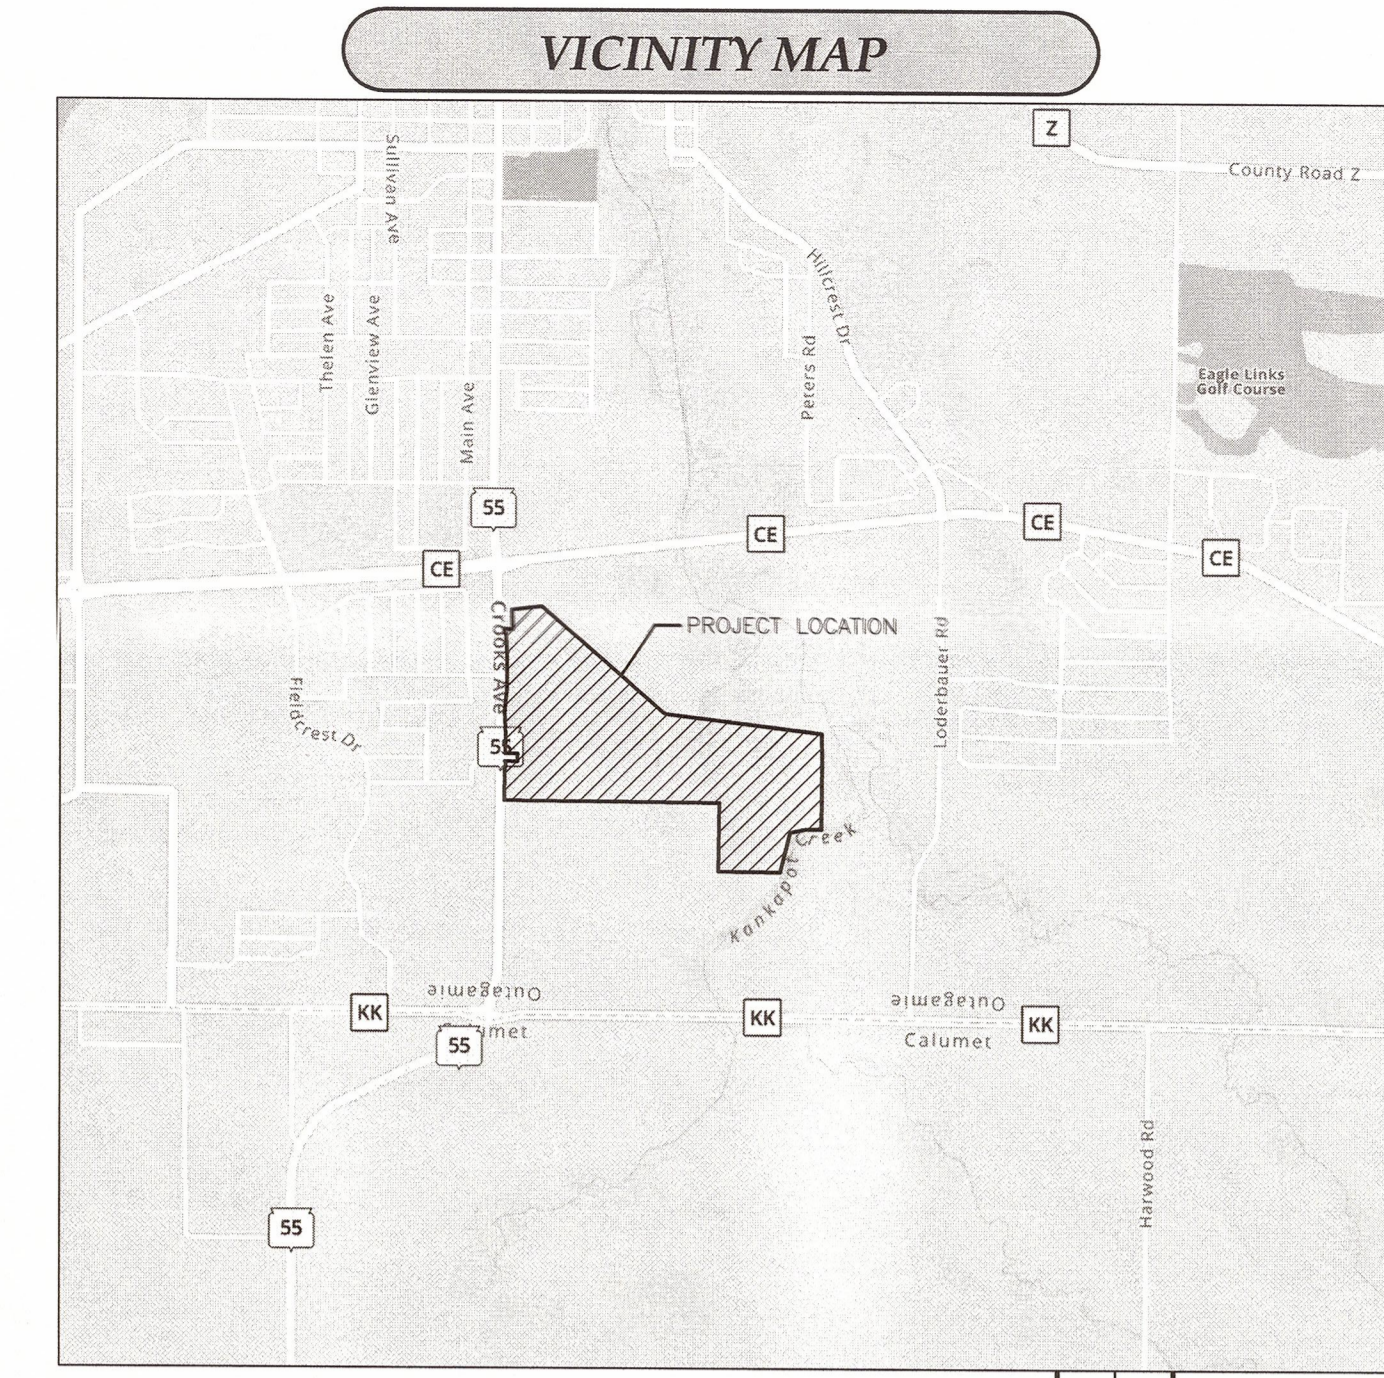 VICINITY MAP
Z
County Road Z
Sullivan Ave
Hillcrest Dr
Thelen Ave
Glenview Ave
Main Ave
Peters Rd
Eagle Links
Golf Course
55
CE
CE
CE
CE
Crooks Ave
PROJECT LOCATION
Loderbauer Rd
Fieldcrest Dr
55
Kankapot Creek
Outagamie
Outagamie
KK
KK
KK
Calumet
55
Harwood Rd
55